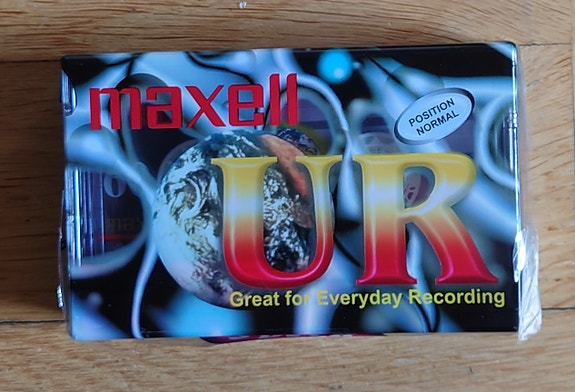 maxell
POSITION
NORMAL
UR
Great for Everyday Recording